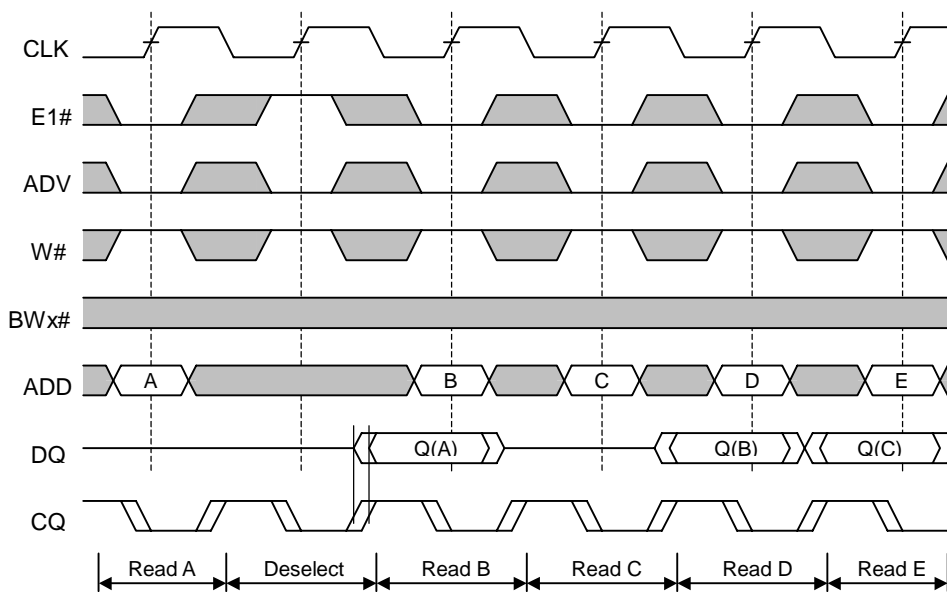 CLK
E1#
ADV
W#
BWx#
ADD A B C D E
DQ Q(A) Q(B) Q(C)
CQ
Read A Deselect Read B Read C Read D Read E